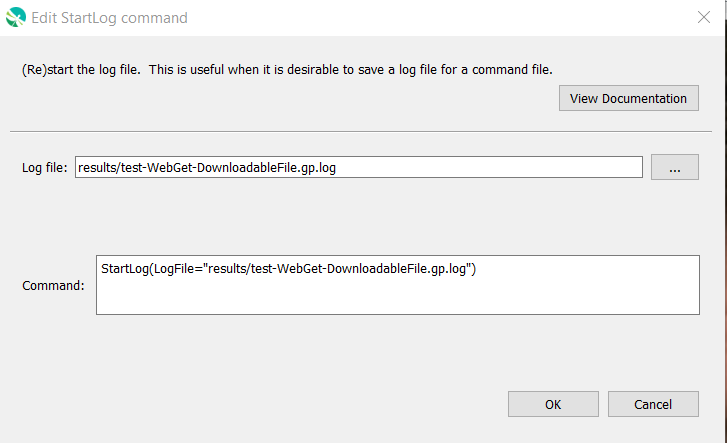 Edit StartLog command
(Re)start the log file.  This is useful when it is desirable to save a log file for a command file.
View Documentation
Log file: results/test-WebGet-DownloadableFile.gp.log ...
StartLog(LogFile="results/test-WebGet-DownloadableFile.gp.log")
Command:
OK Cancel